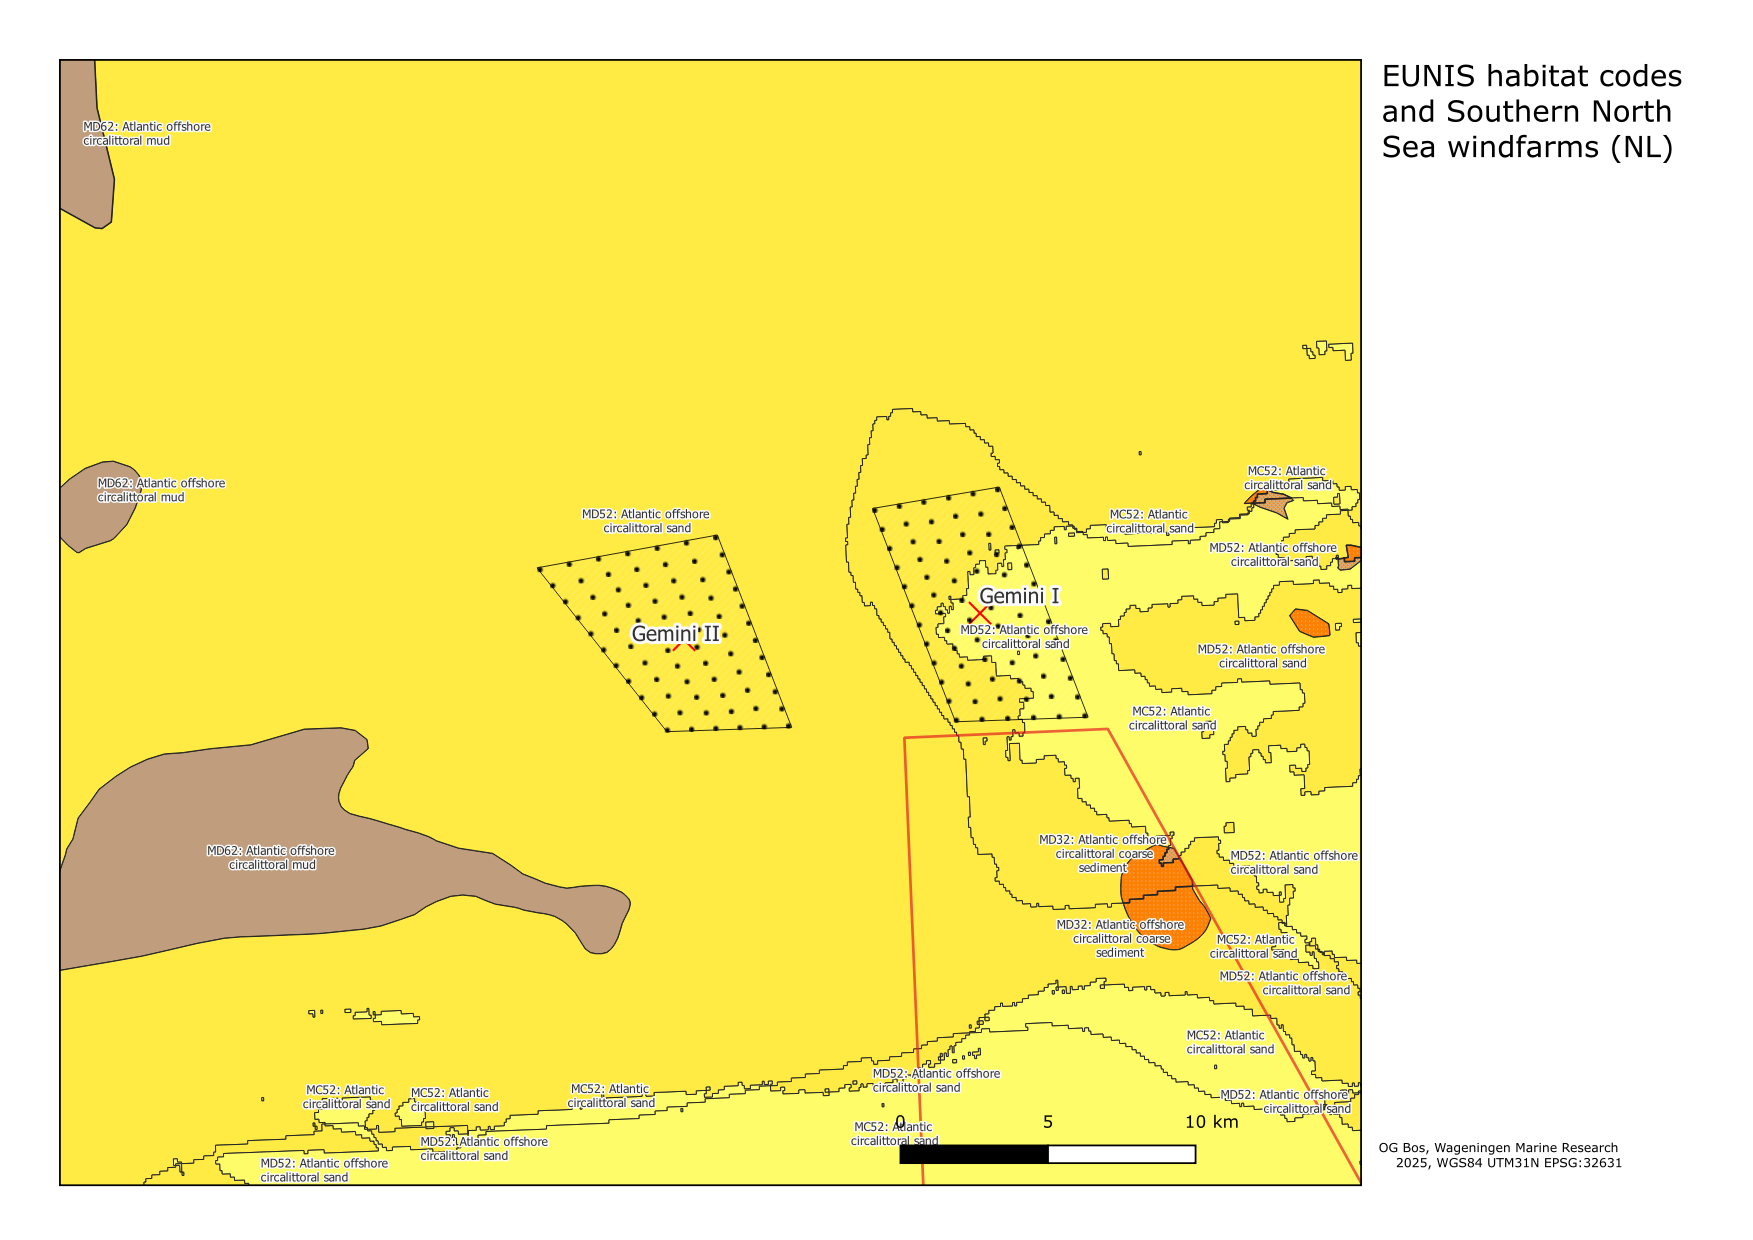 EUNIS habitat codes
and Southern North
Sea windfarms (NL)
MD62: Atlantic offshore
circalittoral mud
MD62: Atlantic offshore
circalittoral mud
MD52: Atlantic offshore
circalittoral sand
MC52: Atlantic
circalittoral sand
MC52: Atlantic
circalittoral sand
MD52: Atlantic offshore
circalittoral sand
Gemini I
Gemini II
MD52: Atlantic offshore
circalittoral sand
MD52: Atlantic offshore
circalittoral sand
MC52: Atlantic
circalittoral sand
MD62: Atlantic offshore
circalittoral mud
MD32: Atlantic offshore
circalittoral coarse
sediment
MD52: Atlantic offshore
circalittoral sand
MD32: Atlantic offshore
circalittoral coarse
sediment
MC52: Atlantic
circalittoral sand
MD52: Atlantic offshore
circalittoral sand
MC52: Atlantic
circalittoral sand
MD52: Atlantic offshore
circalittoral sand
MC52: Atlantic
circalittoral sand
MC52: Atlantic
circalittoral sand
MC52: Atlantic
circalittoral sand
MD52: Atlantic offshore
circalittoral sand
MC52: Atlantic
circalittoral sand
0 5 10 km
MD52: Atlantic offshore
circalittoral sand
MD52: Atlantic offshore
circalittoral sand
OG Bos, Wageningen Marine Research
2025, WGS84 UTM31N EPSG:32631